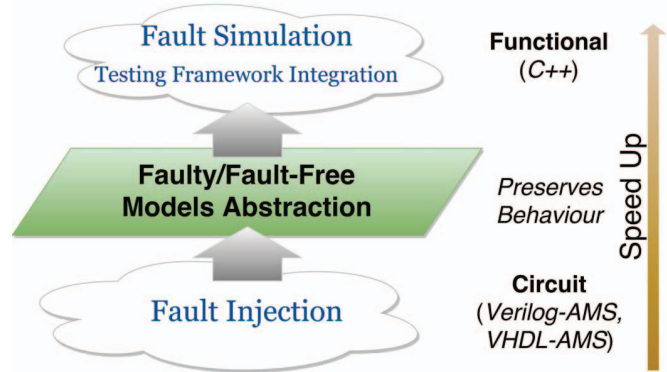 Fault Simulation
Testing Framework Integration
Functional
(C++)
Faulty/Fault-Free
Models Abstraction
Preserves
Behaviour
Speed Up
Fault Injection
Circuit
(Verilog-AMS,
VHDL-AMS)